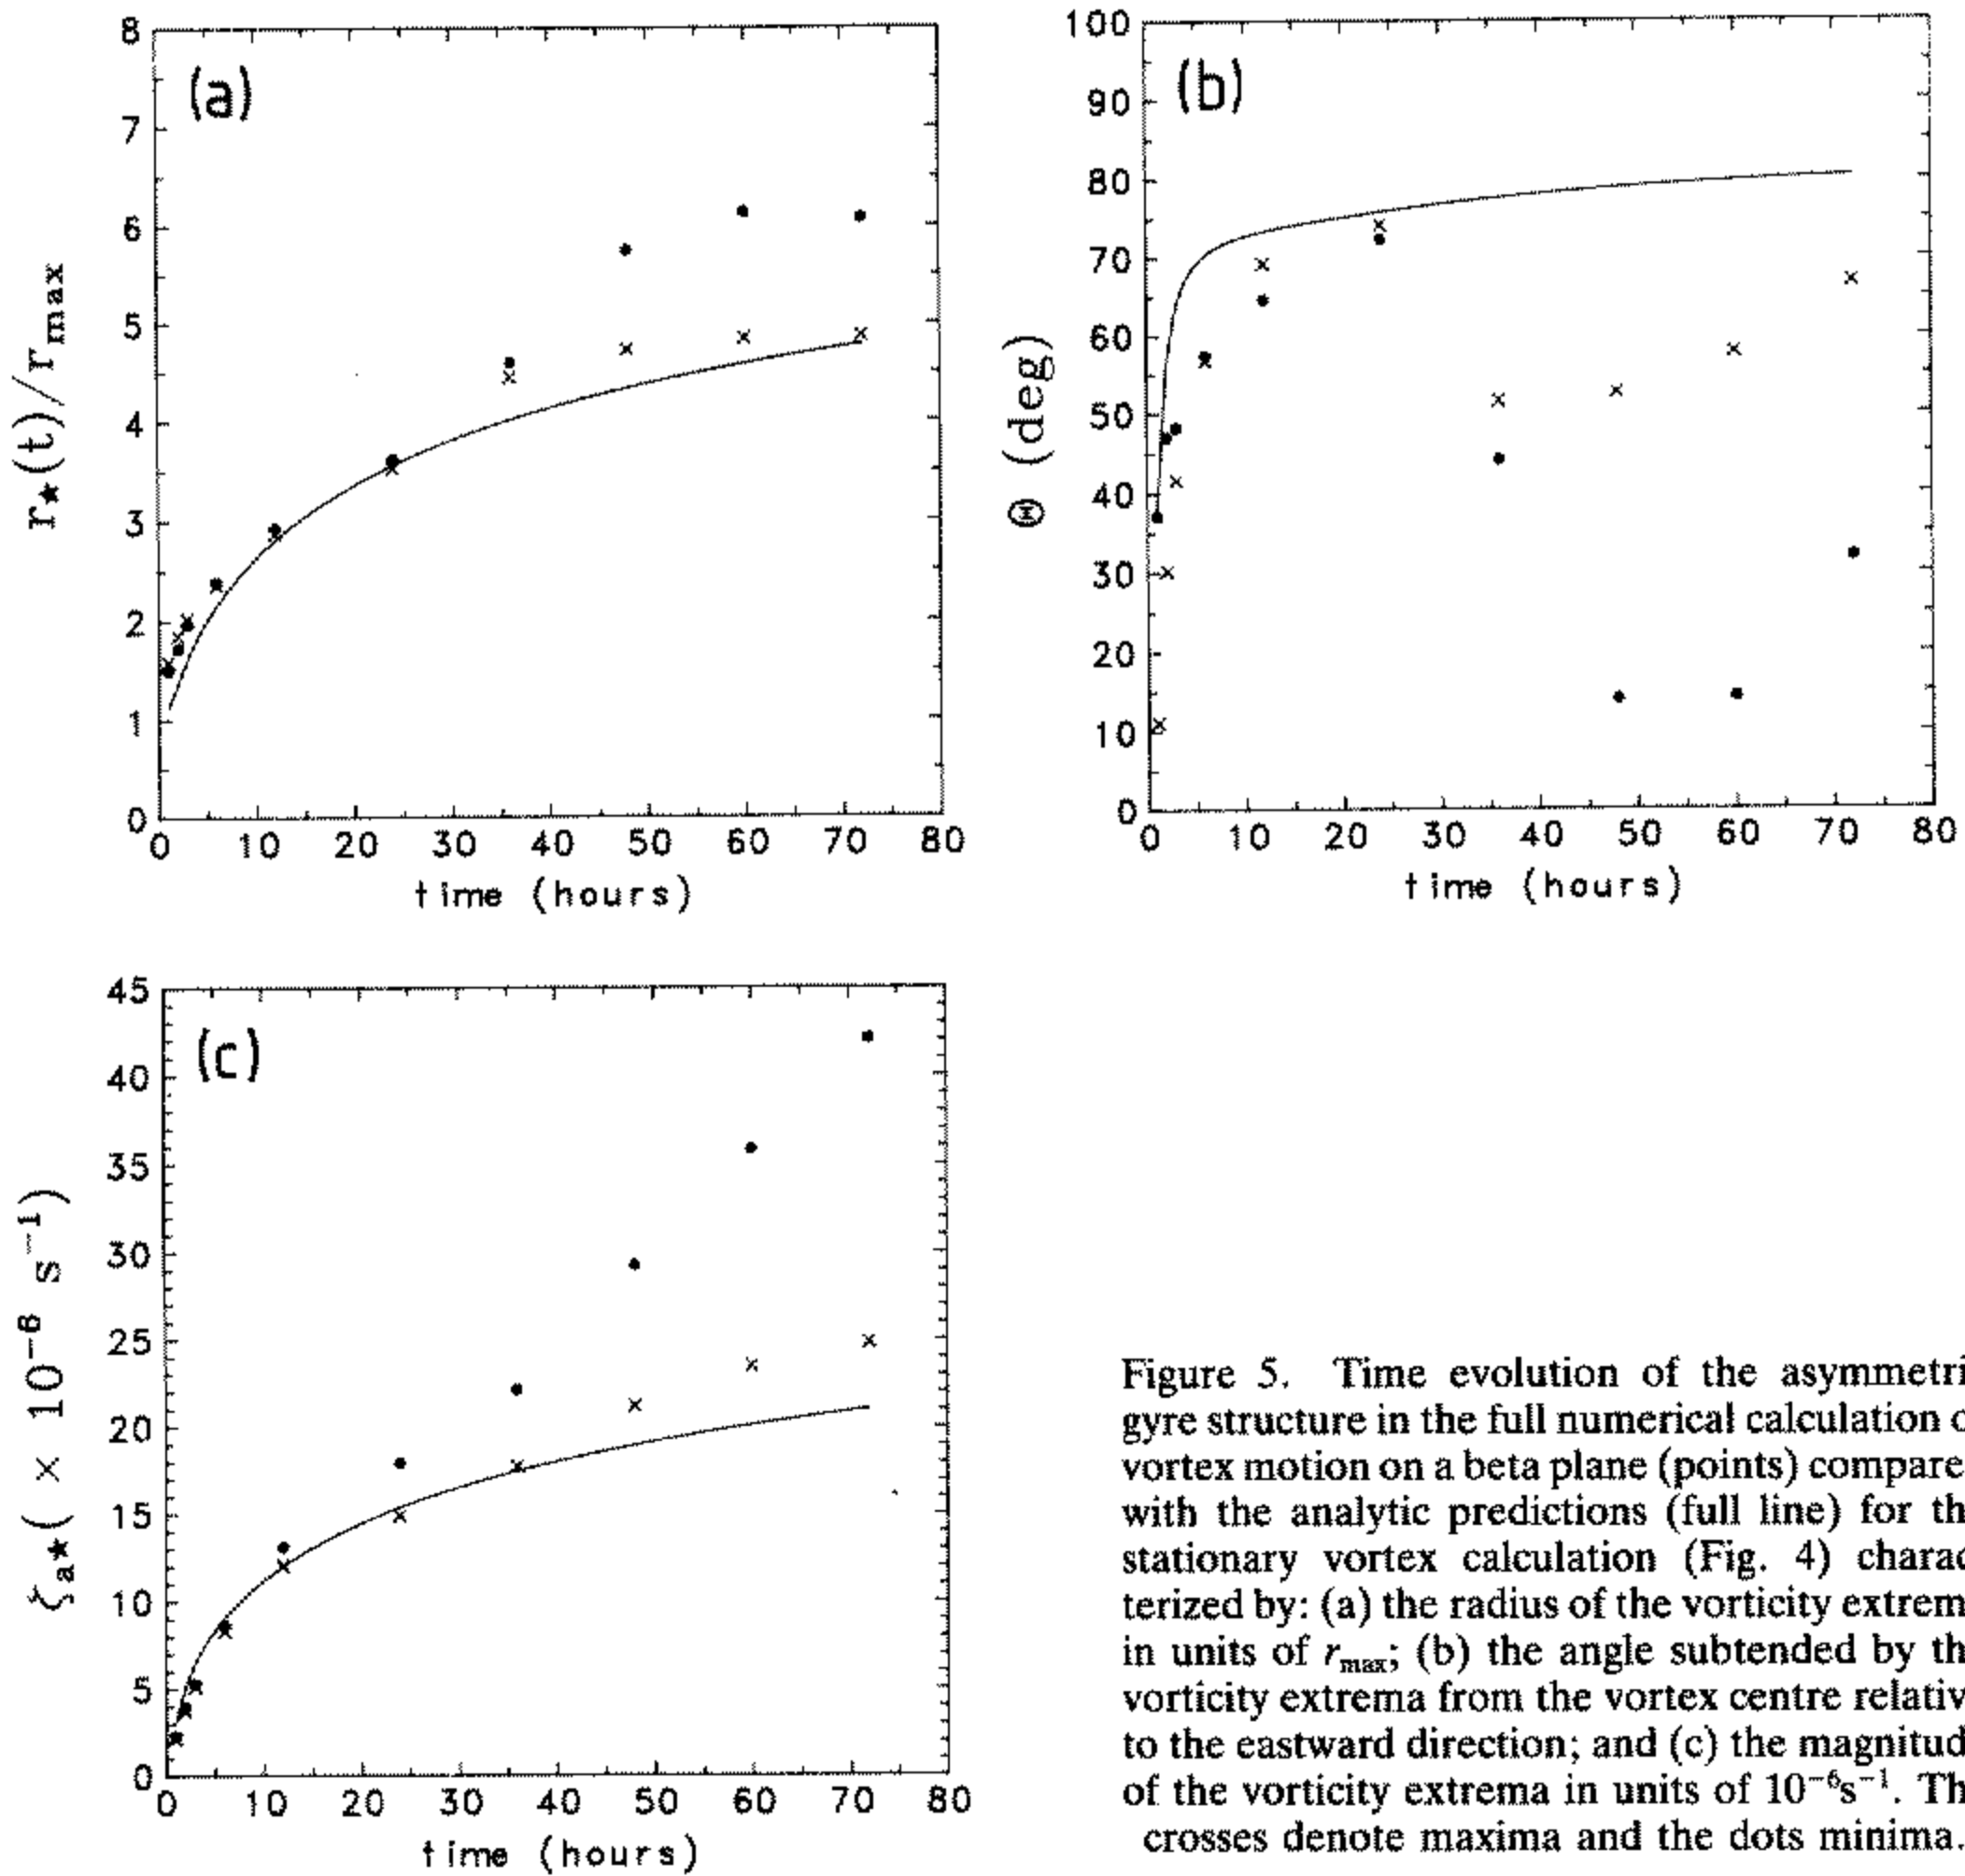 8
7
6
5
4
3
2
1
0
(a)
r★(t)/rmax
0 10 20 30 40 50 60 70 80
time (hours)
100
90
80
70
60
50
40
30
20
10
0
(b)
Θ (deg)
0 10 20 30 40 50 60 70 80
time (hours)
45
40
35
30
25
20
15
10
5
0
(c)
ζa★( × 10⁻⁶ s⁻¹)
0 10 20 30 40 50 60 70 80
time (hours)
Figure 5. Time evolution of the asymmetri
gyre structure in the full numerical calculation o
vortex motion on a beta plane (points) compare
with the analytic predictions (full line) for th
stationary vortex calculation (Fig. 4) charac
terized by: (a) the radius of the vorticity extrem
in units of rmax; (b) the angle subtended by th
vorticity extrema from the vortex centre relativ
to the eastward direction; and (c) the magnitud
of the vorticity extrema in units of 10⁻⁶s⁻¹. Th
crosses denote maxima and the dots minima.